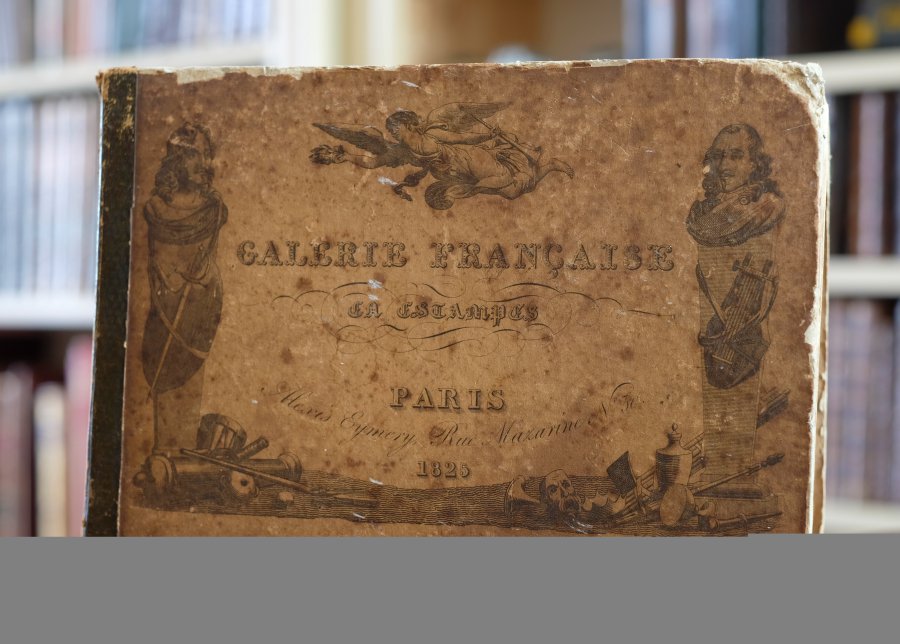 GALERIE FRANÇAISE
EN ESTAMPES
PARIS
Alexis Eymery, Rue Mazarine N°
1825